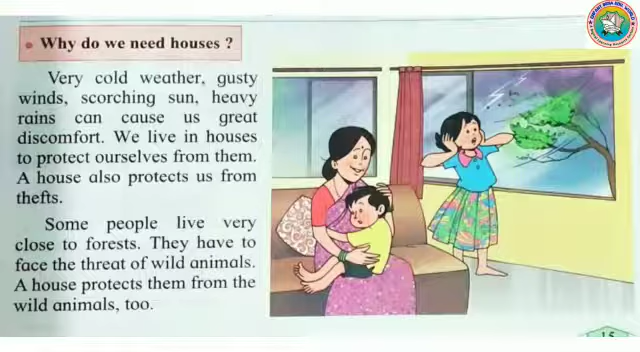 Why do we need houses ?
Very cold weather, gusty
winds, scorching sun, heavy
rains can cause us great
discomfort. We live in houses
to protect ourselves from them.
A house also protects us from
thefts.
Some people live very
close to forests. They have to
face the threat of wild animals.
A house protects them from the
wild animals, too.
15